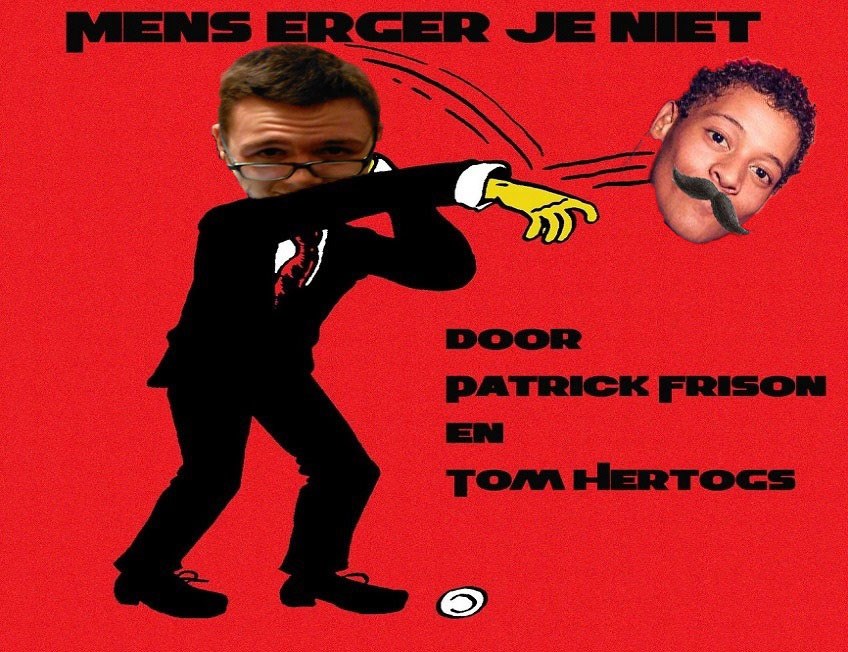 Mens erger je niet
door
Patrick Frison
en
Tom Hertogs